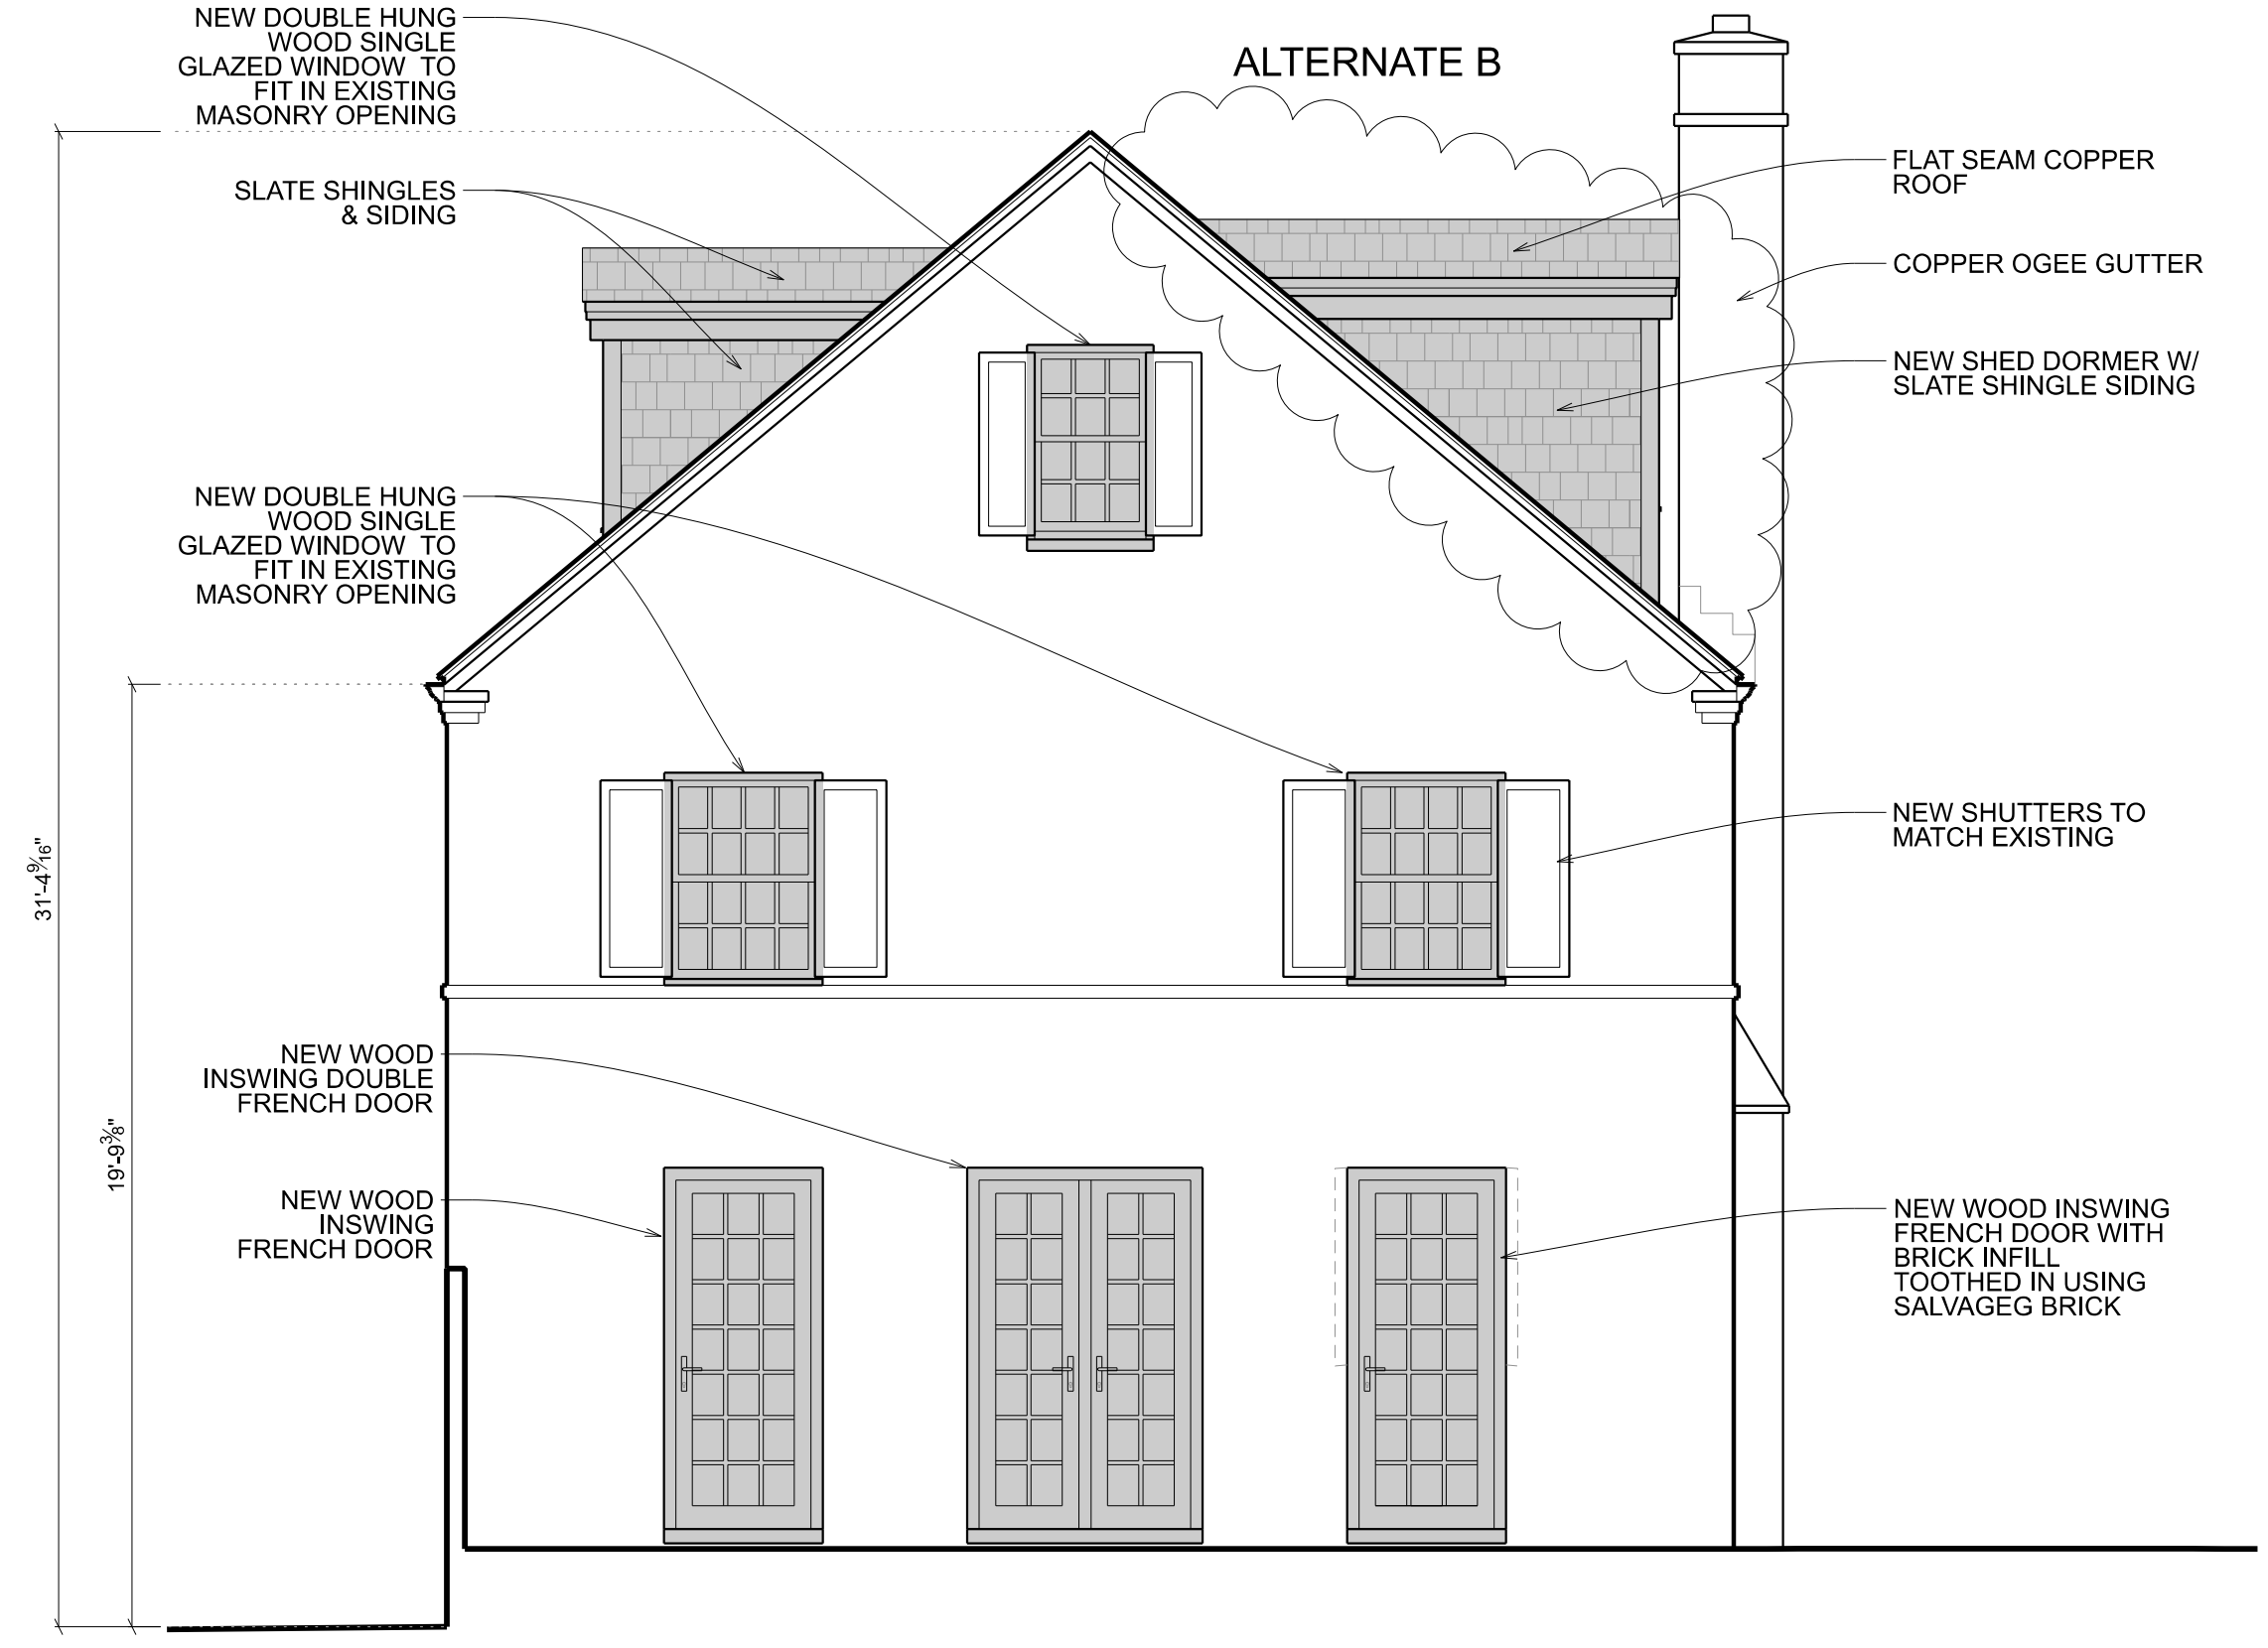 NEW DOUBLE HUNG
WOOD SINGLE
GLAZED WINDOW TO
FIT IN EXISTING
MASONRY OPENING
ALTERNATE B
SLATE SHINGLES
& SIDING
FLAT SEAM COPPER
ROOF
COPPER OGEE GUTTER
NEW SHED DORMER W/
SLATE SHINGLE SIDING
NEW DOUBLE HUNG
WOOD SINGLE
GLAZED WINDOW TO
FIT IN EXISTING
MASONRY OPENING
NEW SHUTTERS TO
MATCH EXISTING
31'-4 9/16"
19'-9 3/8"
NEW WOOD
INSWING DOUBLE
FRENCH DOOR
NEW WOOD
INSWING
FRENCH DOOR
NEW WOOD INSWING
FRENCH DOOR WITH
BRICK INFILL
TOOTHED IN USING
SALVAGEG BRICK